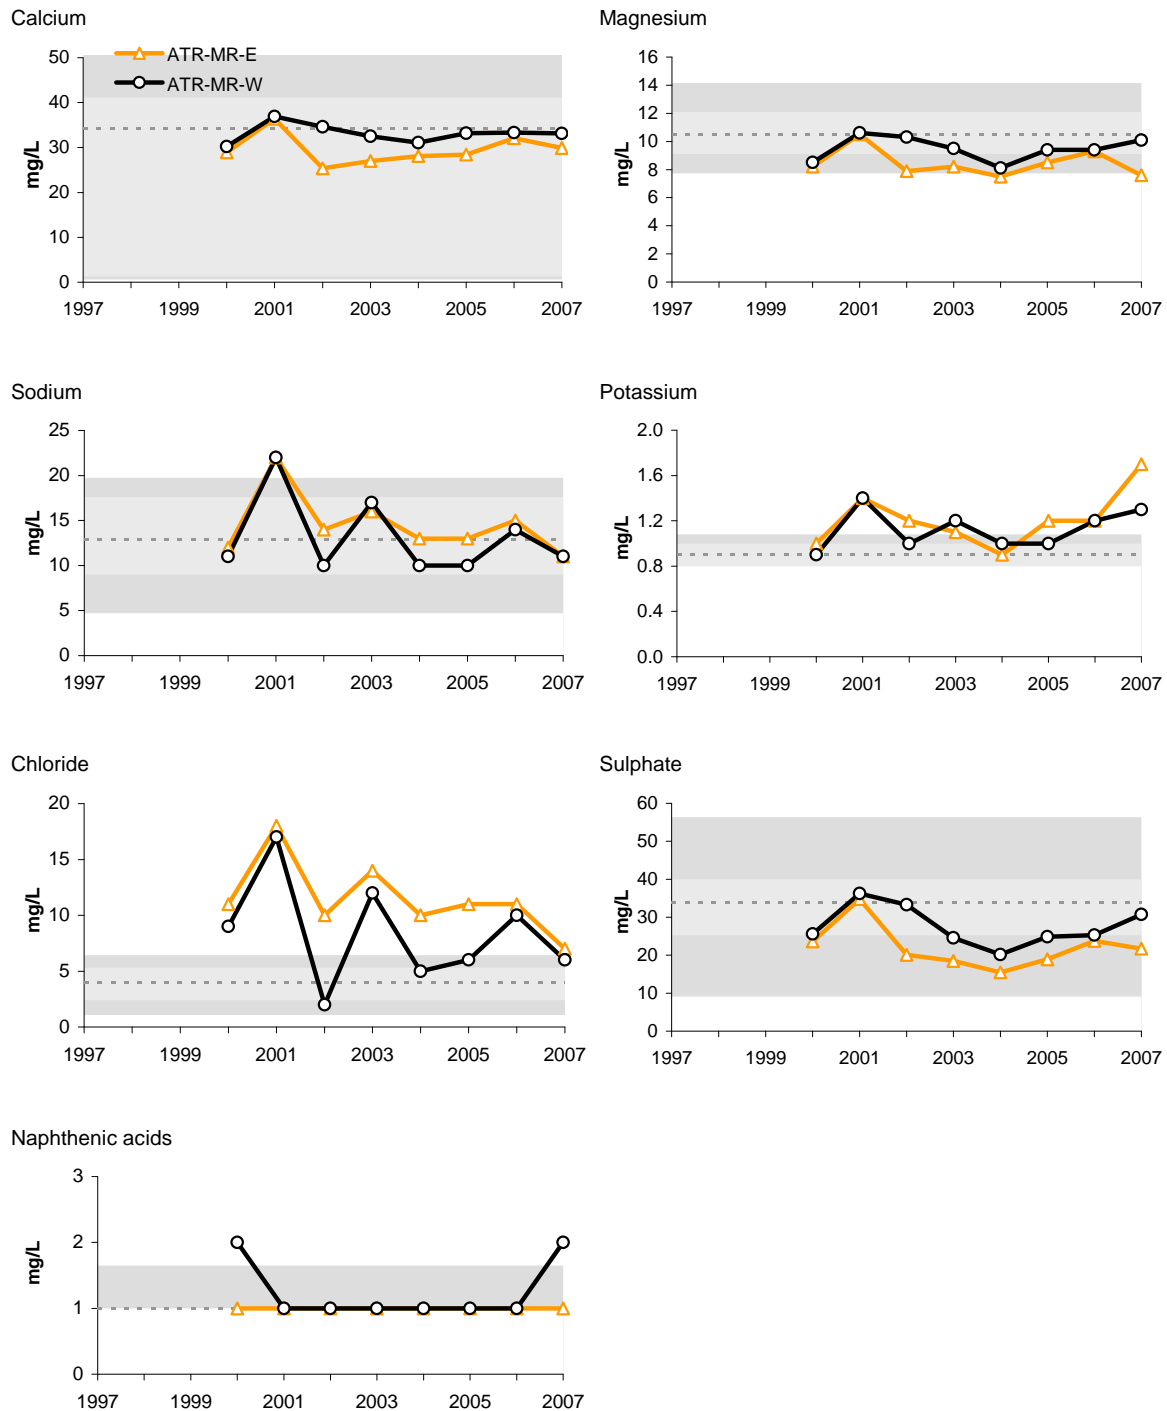 Calcium
50
40
30
20
10
0
mg/L
ATR-MR-E
ATR-MR-W
1997 1999 2001 2003 2005 2007
Magnesium
16
14
12
10
8
6
4
2
0
mg/L
1997 1999 2001 2003 2005 2007
Sodium
25
20
15
10
5
0
mg/L
1997 1999 2001 2003 2005 2007
Potassium
2.0
1.6
1.2
0.8
0.4
0.0
mg/L
1997 1999 2001 2003 2005 2007
Chloride
20
15
10
5
0
mg/L
1997 1999 2001 2003 2005 2007
Sulphate
60
50
40
30
20
10
0
mg/L
1997 1999 2001 2003 2005 2007
Naphthenic acids
3
2
1
0
mg/L
1997 1999 2001 2003 2005 2007